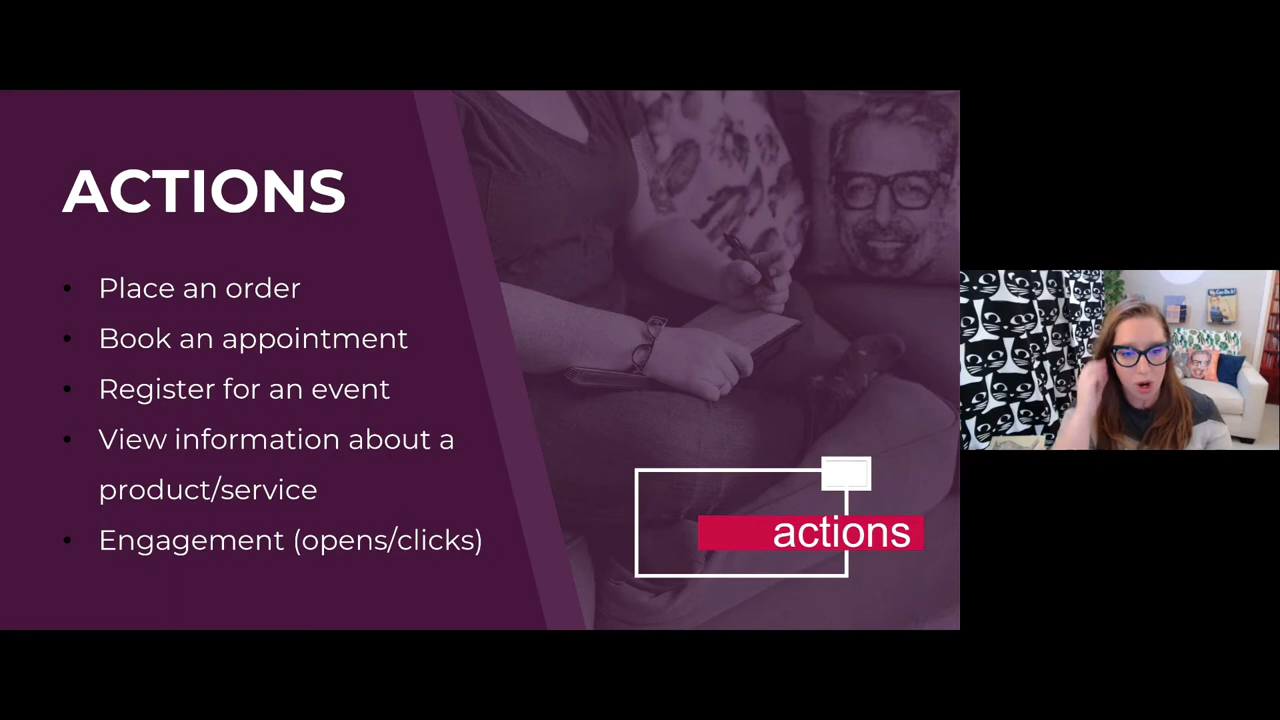 ACTIONS
• Place an order
• Book an appointment
• Register for an event
• View information about a
product/service
• Engagement (opens/clicks)
actions